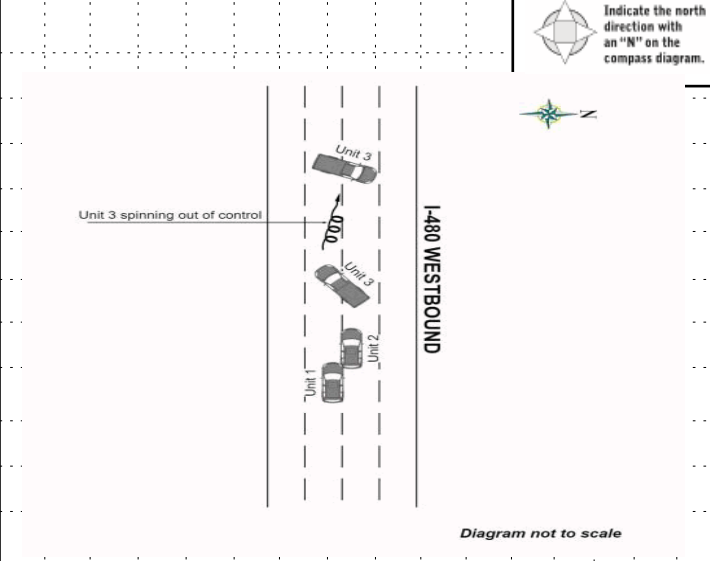 Indicate the north
direction with
an "N" on the
compass diagram.
N
Unit 3
Unit 3 spinning out of control
I-480 WESTBOUND
Unit 3
Unit 2
Unit 1
Diagram not to scale